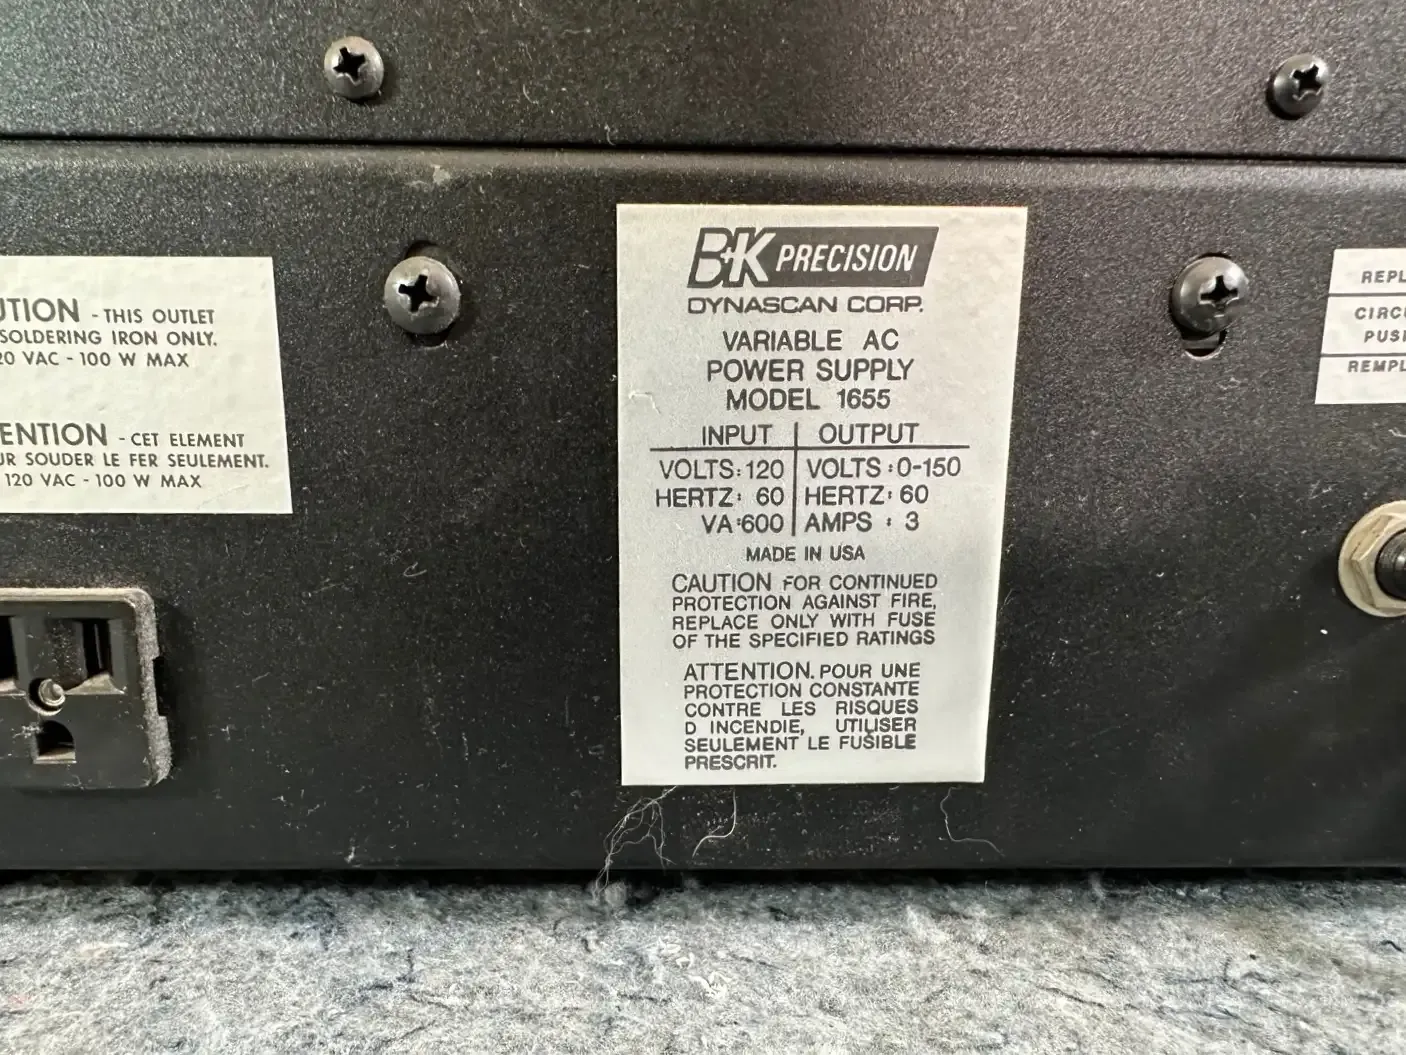 UTION - THIS OUTLET
SOLDERING IRON ONLY.
20 VAC - 100 W MAX
ENTION - CET ELEMENT
UR SOUDER LE FER SEULEMENT.
120 VAC - 100 W MAX
B+K PRECISION
DYNASCAN CORP.
VARIABLE AC
POWER SUPPLY
MODEL 1655
INPUT | OUTPUT
VOLTS: 120 | VOLTS: 0-150
HERTZ: 60 | HERTZ: 60
VA: 600 | AMPS : 3
MADE IN USA
CAUTION FOR CONTINUED
PROTECTION AGAINST FIRE,
REPLACE ONLY WITH FUSE
OF THE SPECIFIED RATINGS
ATTENTION. POUR UNE
PROTECTION CONSTANTE
CONTRE LES RISQUES
D INCENDIE, UTILISER
SEULEMENT LE FUSIBLE
PRESCRIT.
REPL
CIRCU
PUS
REMPL